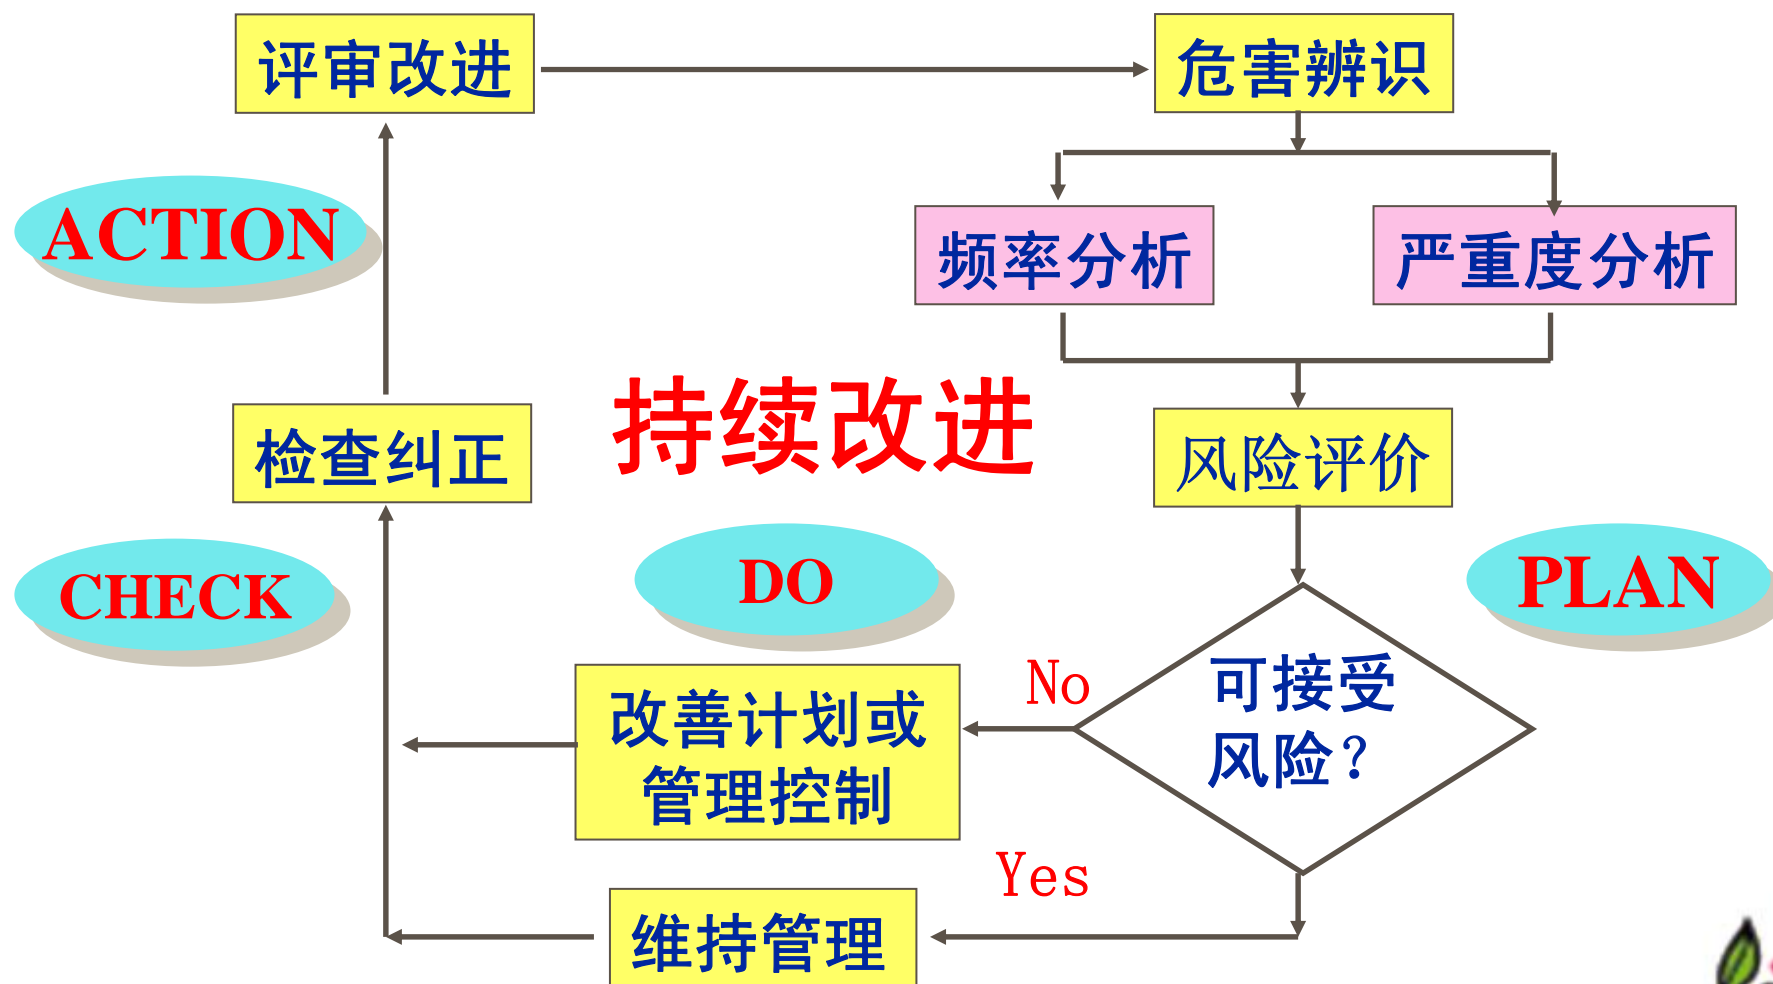 评审改进
危害辨识
ACTION
频率分析
严重度分析
持续改进
检查纠正
风险评价
CHECK
DO
PLAN
No
可接受
风险?
改善计划或
管理控制
Yes
维持管理